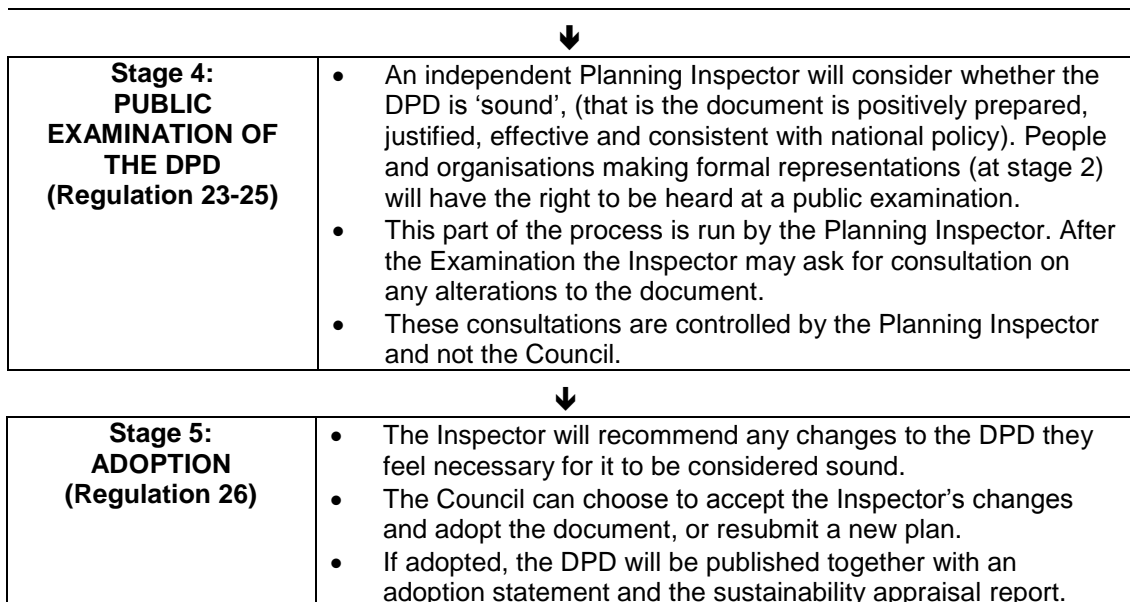 🡻
Stage 4:
PUBLIC
EXAMINATION OF
THE DPD
(Regulation 23-25)
• An independent Planning Inspector will consider whether the
DPD is ‘sound’, (that is the document is positively prepared,
justified, effective and consistent with national policy). People
and organisations making formal representations (at stage 2)
will have the right to be heard at a public examination.
• This part of the process is run by the Planning Inspector. After
the Examination the Inspector may ask for consultation on
any alterations to the document.
• These consultations are controlled by the Planning Inspector
and not the Council.
🡻
Stage 5:
ADOPTION
(Regulation 26)
• The Inspector will recommend any changes to the DPD they
feel necessary for it to be considered sound.
• The Council can choose to accept the Inspector’s changes
and adopt the document, or resubmit a new plan.
• If adopted, the DPD will be published together with an
adoption statement and the sustainability appraisal report.